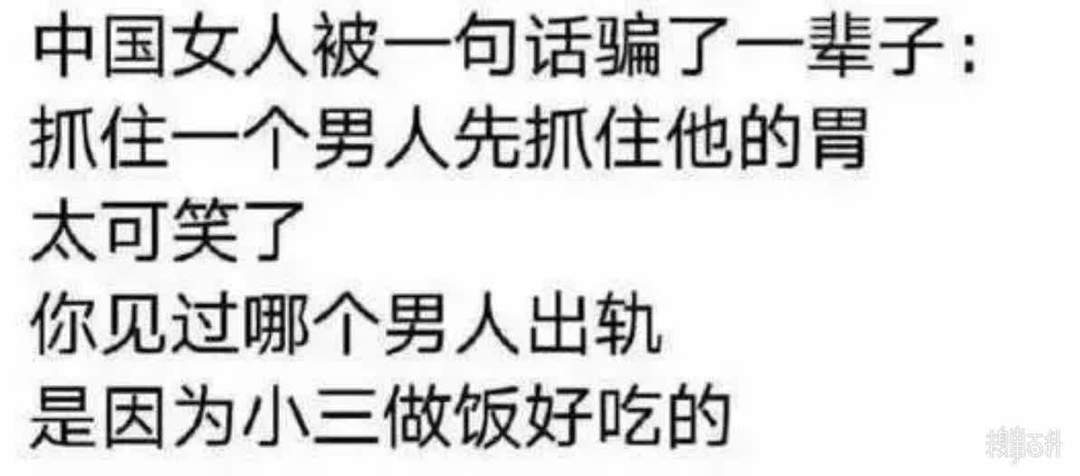 中国女人被一句话骗了一辈子：
抓住一个男人先抓住他的胃
太可笑了
你见过哪个男人出轨
是因为小三做饭好吃的